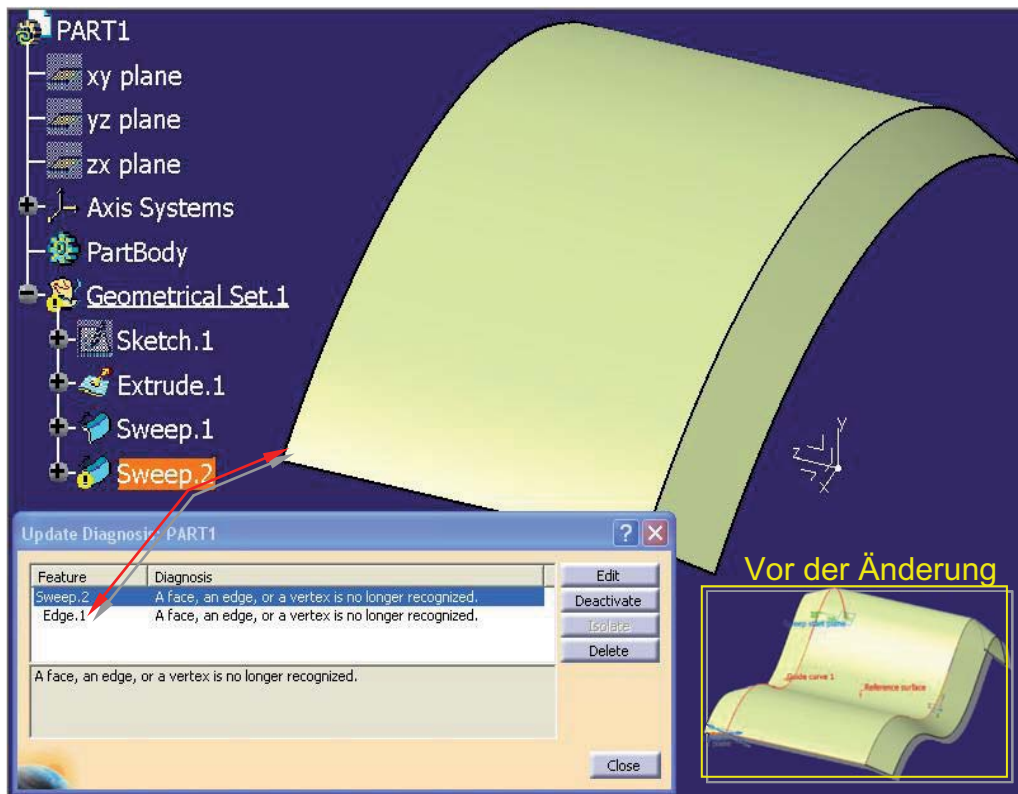 PART1
xy plane
yz plane
zx plane
Axis Systems
PartBody
Geometrical Set.1
Sketch.1
Extrude.1
Sweep.1
Sweep.2
y
z
x
Update Diagnosis: PART1
Feature Diagnosis
Sweep.2 A face, an edge, or a vertex is no longer recognized.
Edge.1 A face, an edge, or a vertex is no longer recognized.
A face, an edge, or a vertex is no longer recognized.
Edit
Deactivate
Isolate
Delete
Close
Vor der Änderung
Sweep start plane
Guide curve 1
Reference surface